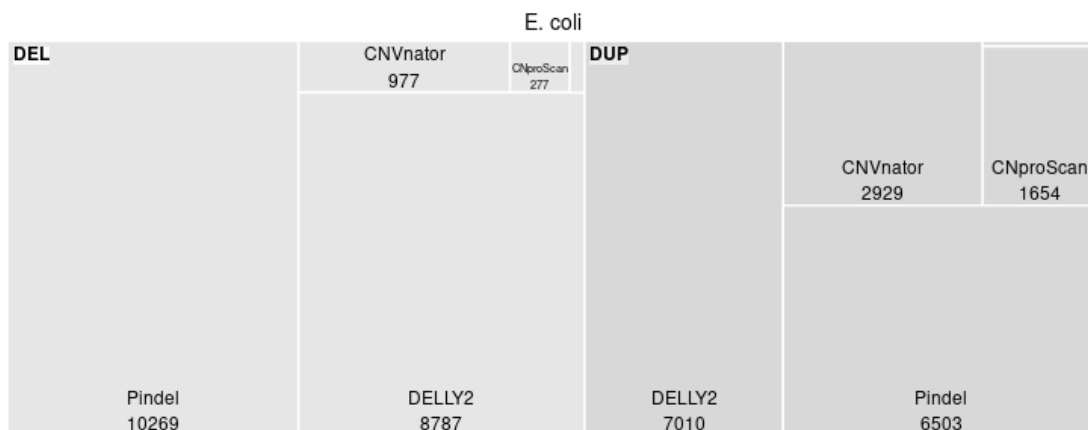 E. coli
DEL
CNVnator
977
CNproScan
277
Pindel
10269
DELLY2
8787
DUP
CNVnator
2929
CNproScan
1654
DELLY2
7010
Pindel
6503